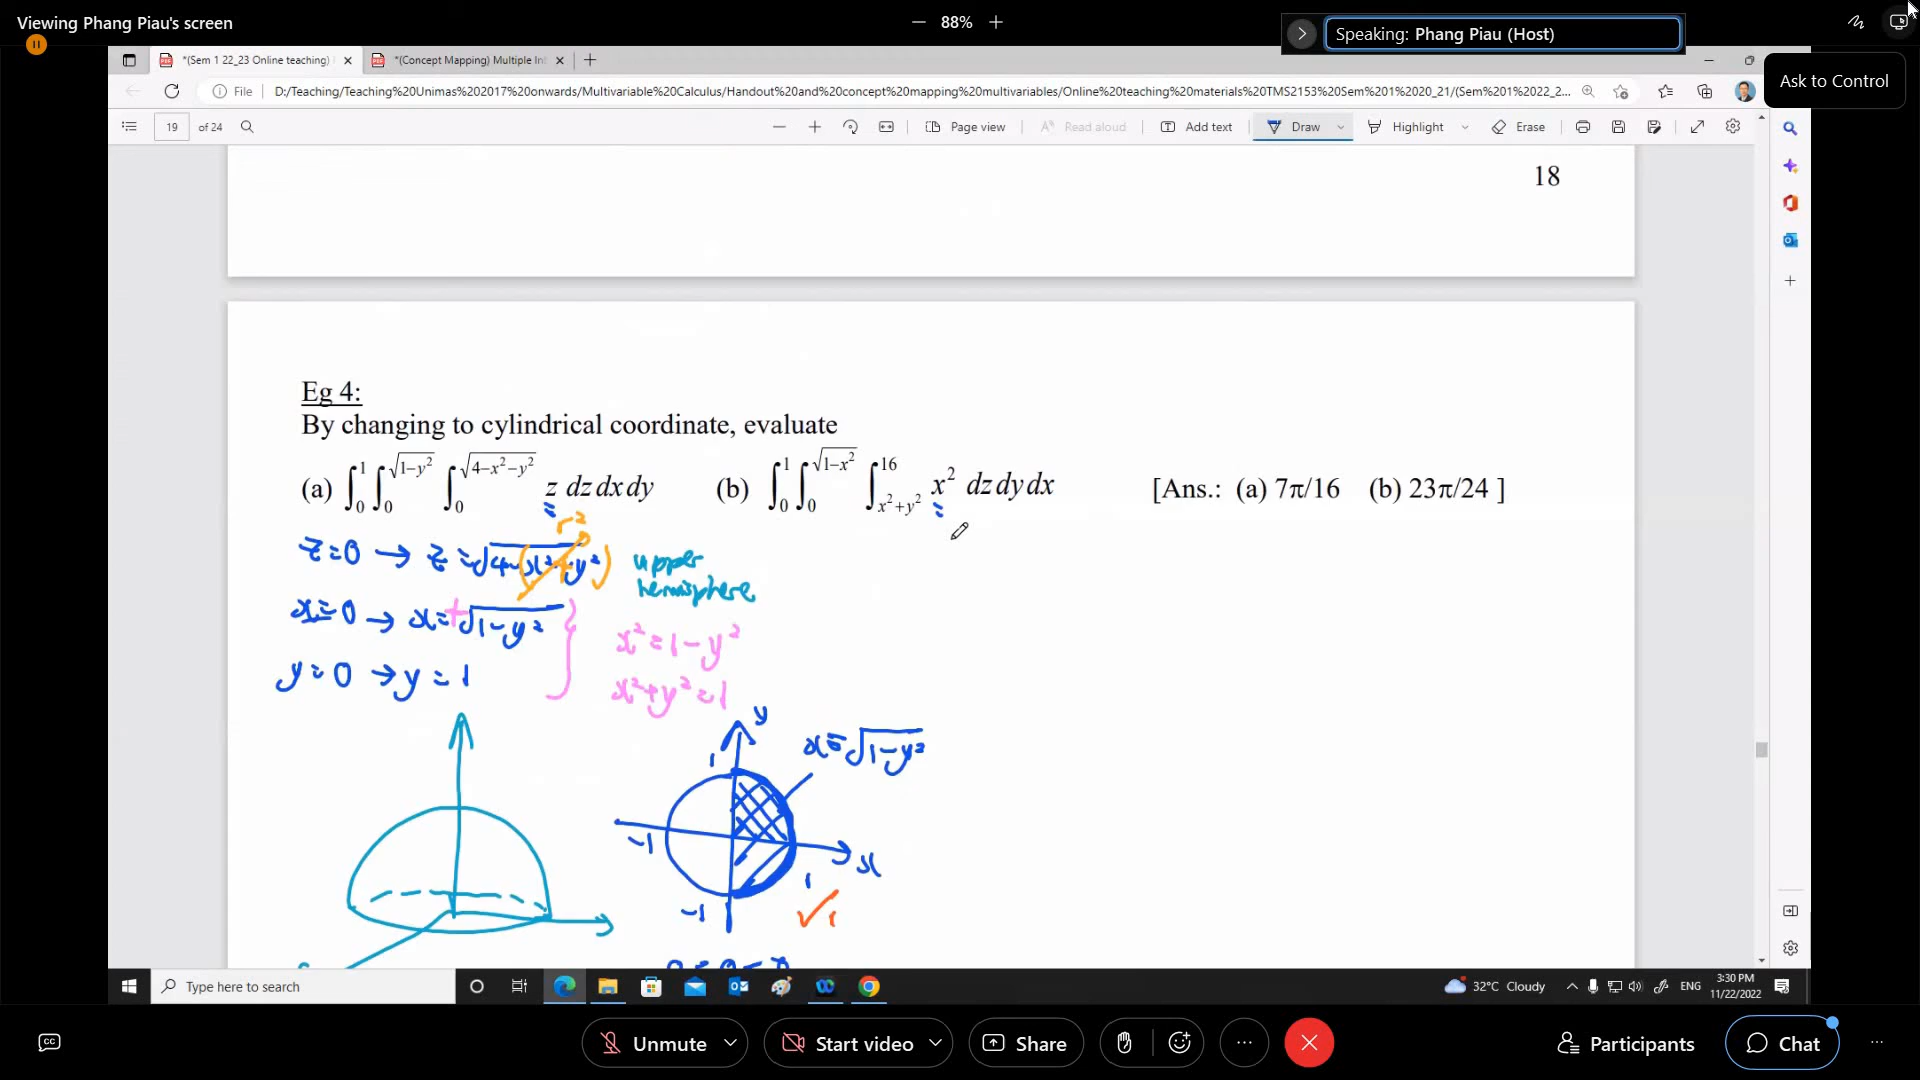 Viewing Phang Piau's screen
88%
Speaking: Phang Piau (Host)
Ask to Control
*(Sem 1 22_23 Online teaching)
*(Concept Mapping) Multiple In
File
D:/Teaching/Teaching%20Unimas%202017%20onwards/Multivariable%20Calculus/Handout%20and%20concept%20mapping%20multivariables/Online%20teaching%20materials%20TMS2153%20Sem%201%2020_21/(Sem%201%2022_2...
19 of 24
Page view
Read aloud
Add text
Draw
Highlight
Erase
18
Eg 4:
By changing to cylindrical coordinate, evaluate
(a) ∫₀¹ ∫₀^√(1−y²) ∫₀^√(4−x²−y²) z dz dx dy (b) ∫₀¹ ∫₀^√(1−x²) ∫_{x²+y²}^{16} x² dz dy dx [Ans.: (a) 7π/16 (b) 23π/24 ]
r²
z=0 → z=√(4−(x²+y²)) upper hemisphere
x=0 → x=+√(1−y²)
x²=1−y²
y=0 → y=1
x²+y²=1
y
1
x=√(1−y²)
-1
x
1
-1
Type here to search
32°C Cloudy
ENG
3:30 PM
11/22/2022
CC
Unmute
Start video
Share
Participants
Chat